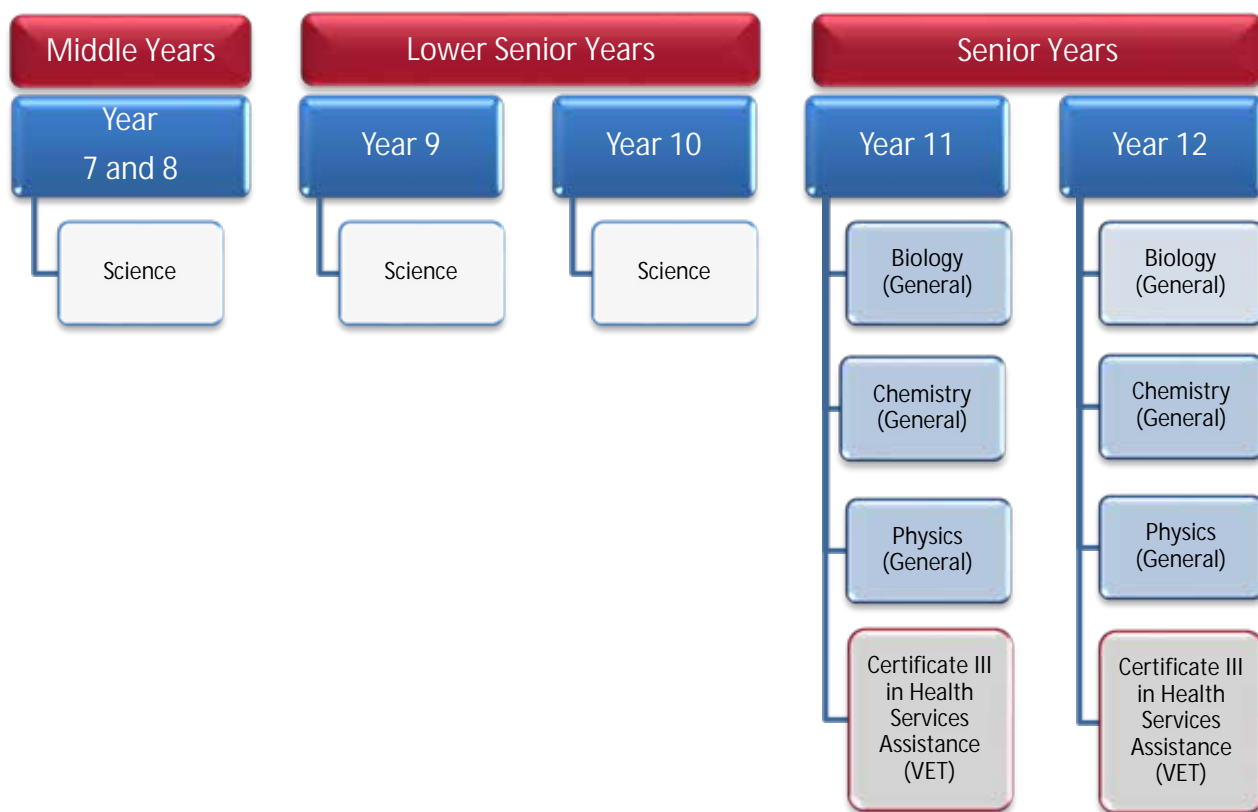 Middle Years
Lower Senior Years
Senior Years
Year
7 and 8
Year 9
Year 10
Year 11
Year 12
Science
Science
Science
Biology
(General)
Biology
(General)
Chemistry
(General)
Chemistry
(General)
Physics
(General)
Physics
(General)
Certificate III
in Health
Services
Assistance
(VET)
Certificate III
in Health
Services
Assistance
(VET)